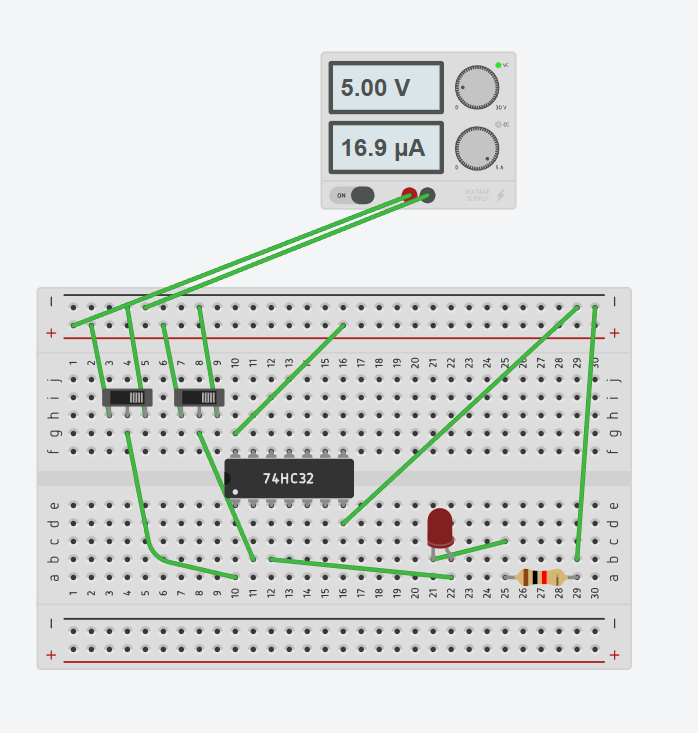 5.00 V
VC
0 30 V
16.9 µA
CC
0 5 A
ON
VOLTAGE
SUPPLY
− −
+ +
1 2 3 4 5 6 7 8 9 10 11 12 13 14 15 16 17 18 19 20 21 22 23 24 25 26 27 28 29 30
j j
i i
h h
g g
f f
74HC32
e e
d d
c c
b b
a a
1 2 3 4 5 6 7 8 9 10 11 12 13 14 15 16 17 18 19 20 21 22 23 24 25 26 27 28 29 30
− −
+ +